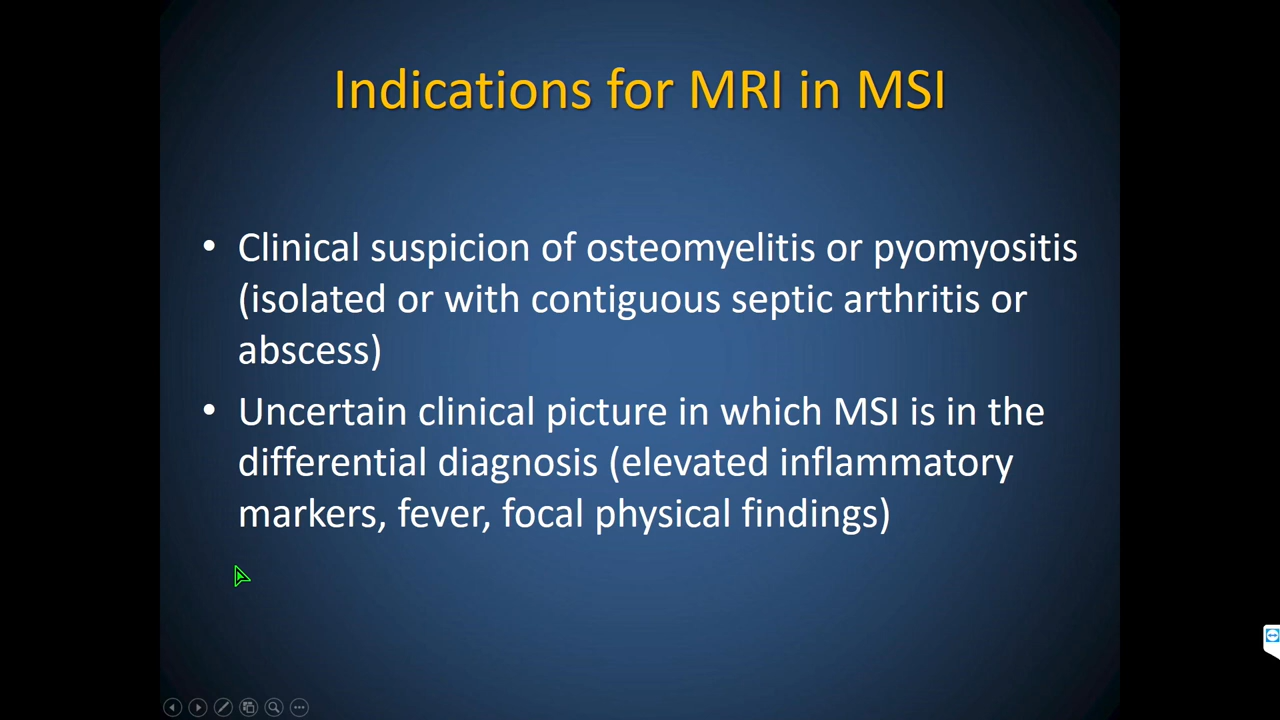 Indications for MRI in MSI
• Clinical suspicion of osteomyelitis or pyomyositis
(isolated or with contiguous septic arthritis or
abscess)
• Uncertain clinical picture in which MSI is in the
differential diagnosis (elevated inflammatory
markers, fever, focal physical findings)